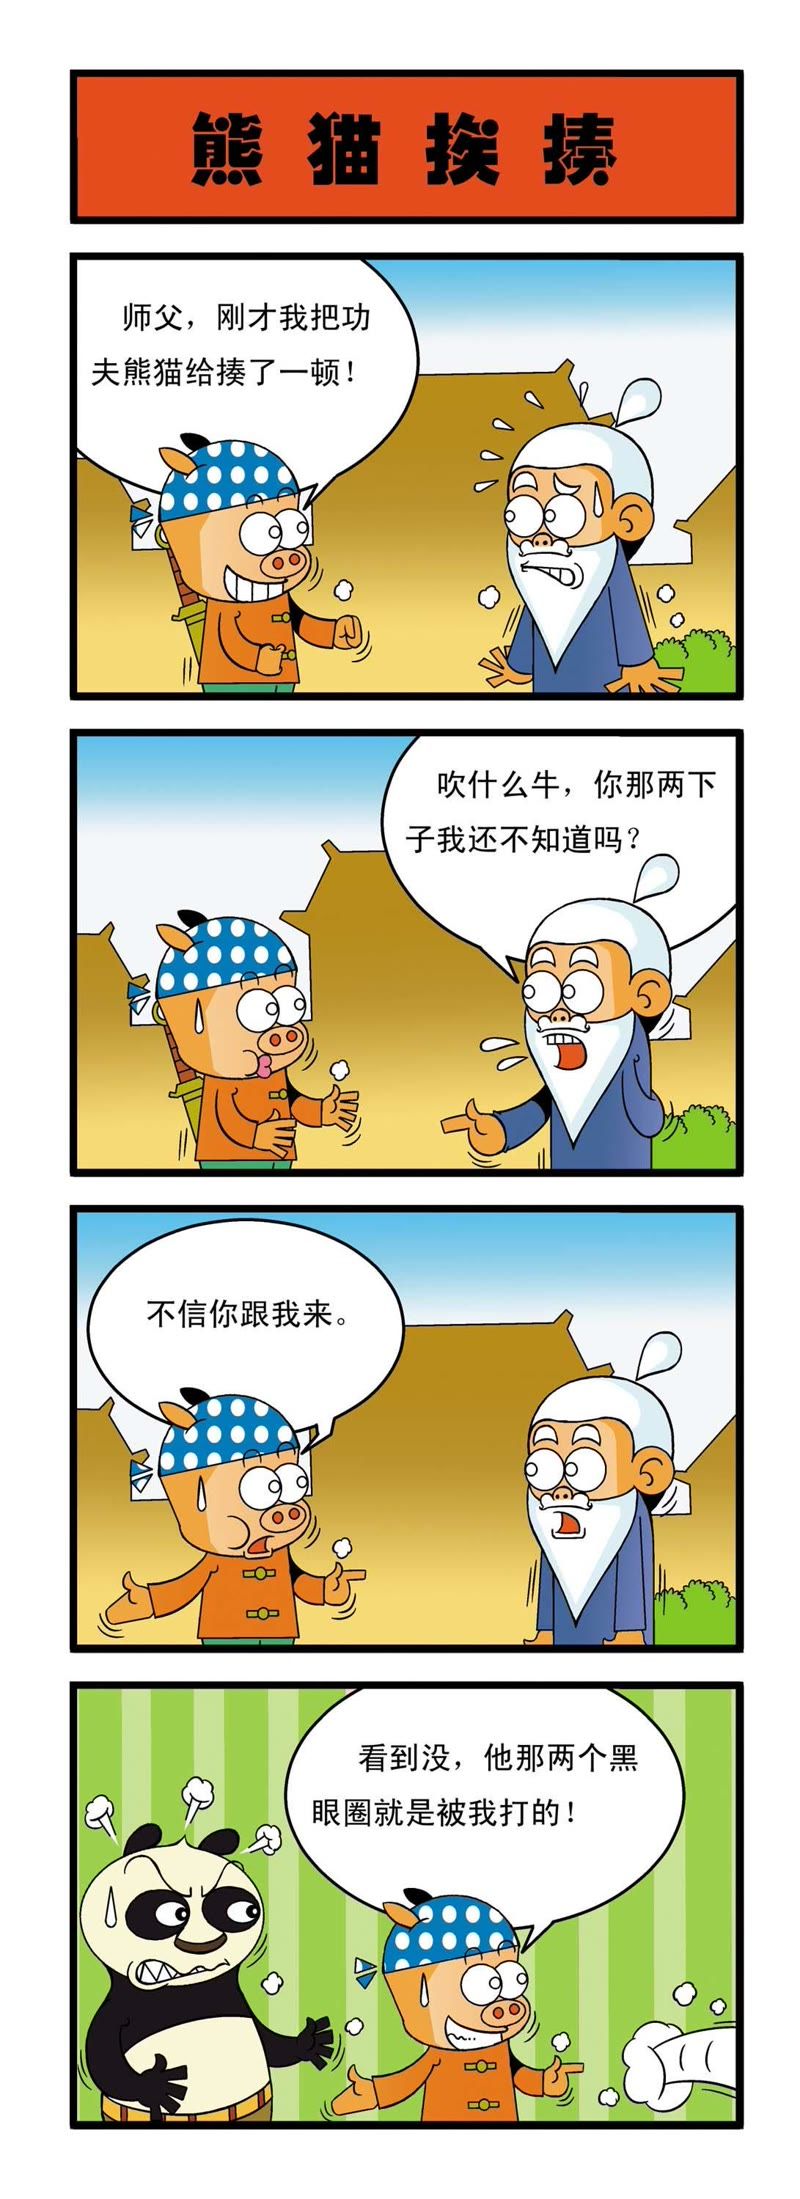 熊猫挨揍
师父，刚才我把功
夫熊猫给揍了一顿！
吹什么牛，你那两下
子我还不知道吗？
不信你跟我来。
看到没，他那两个黑
眼圈就是被我打的！